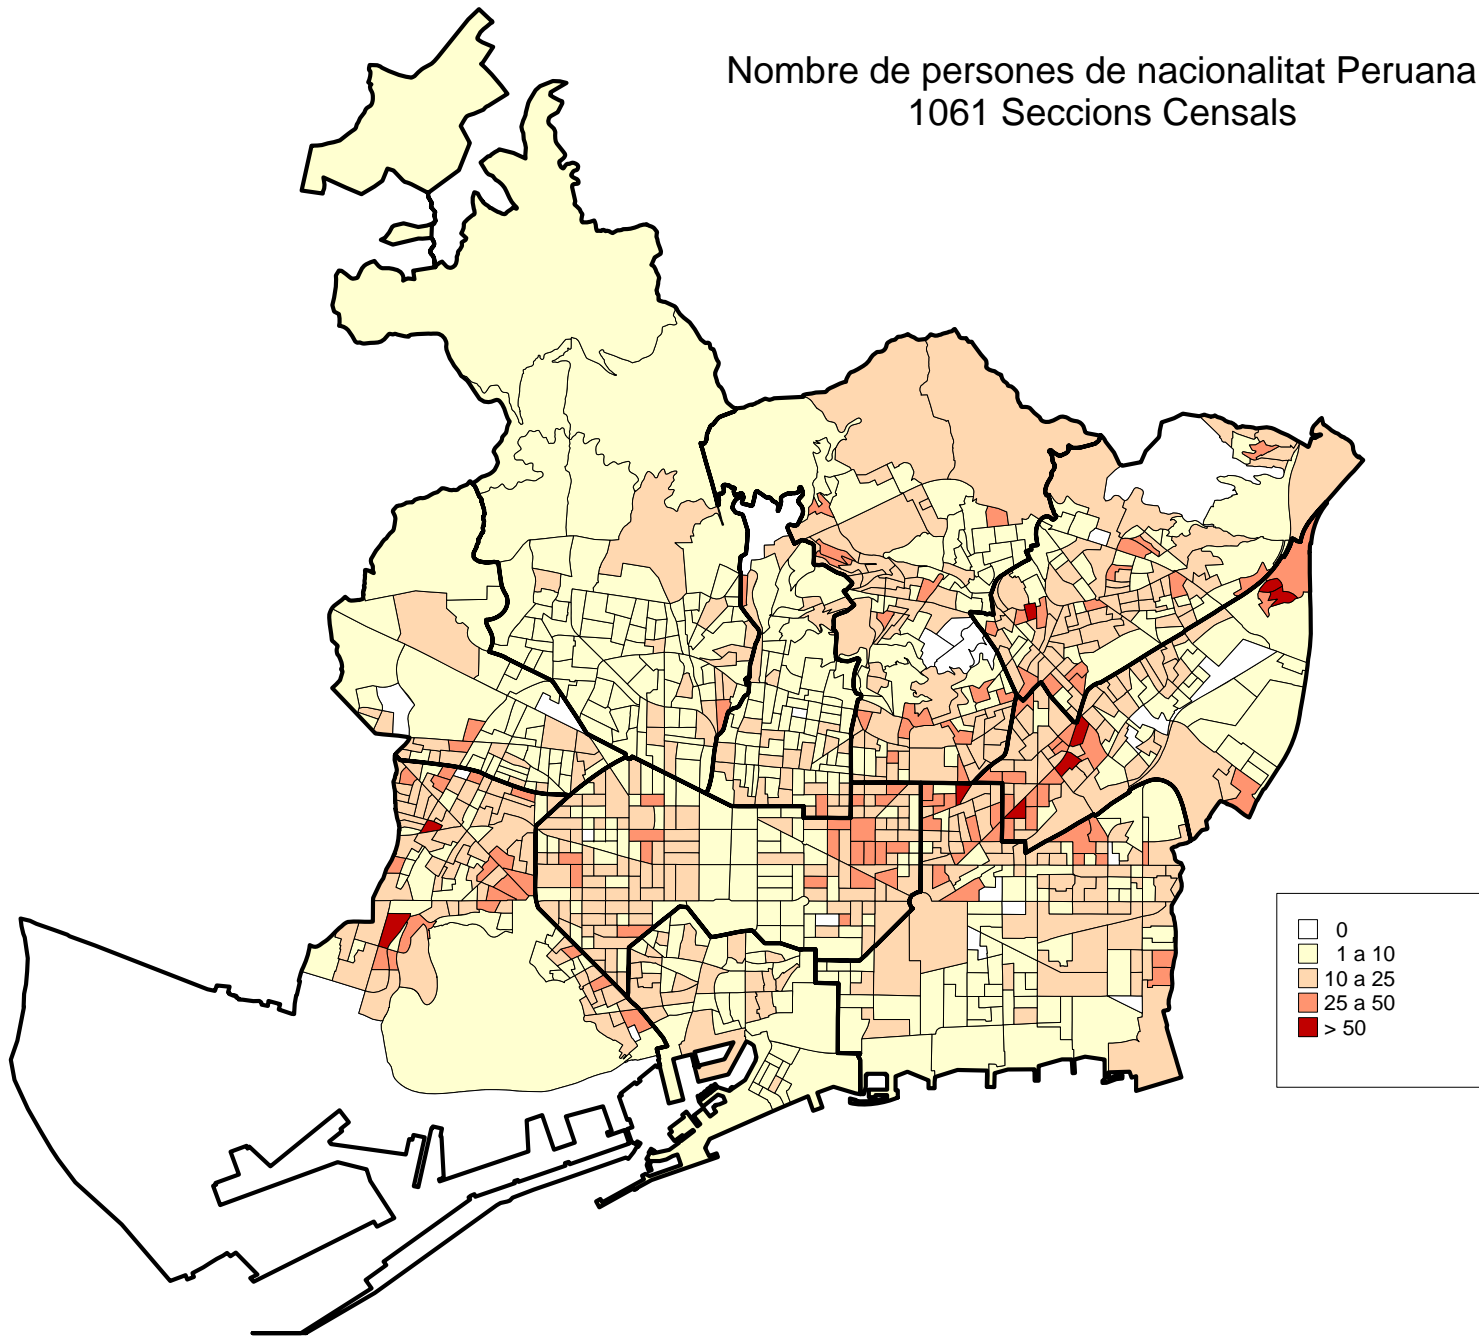 Nombre de persones de nacionalitat Peruana
1061 Seccions Censals
0
1 a 10
10 a 25
25 a 50
> 50